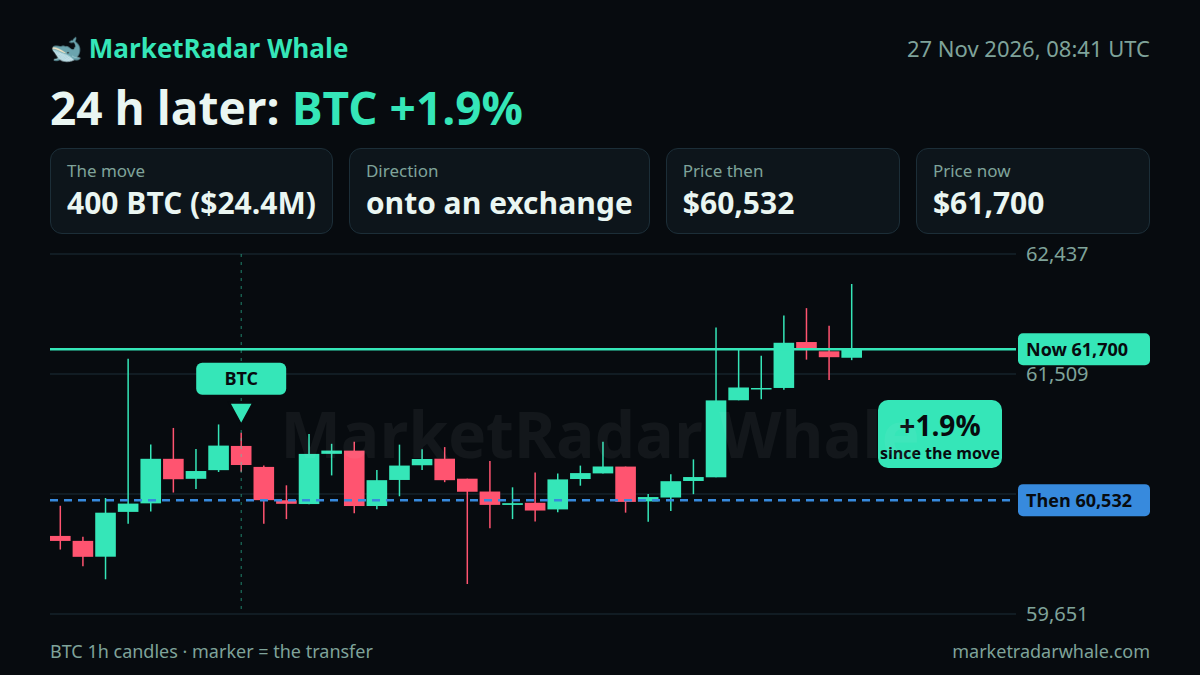 MarketRadar Whale
27 Nov 2026, 08:41 UTC
24 h later: BTC +1.9%
The move
400 BTC ($24.4M)
Direction
onto an exchange
Price then
$60,532
Price now
$61,700
62,437
Now 61,700
61,509
BTC
MarketRadar Whale
+1.9%
since the move
Then 60,532
59,651
BTC 1h candles · marker = the transfer
marketradarwhale.com